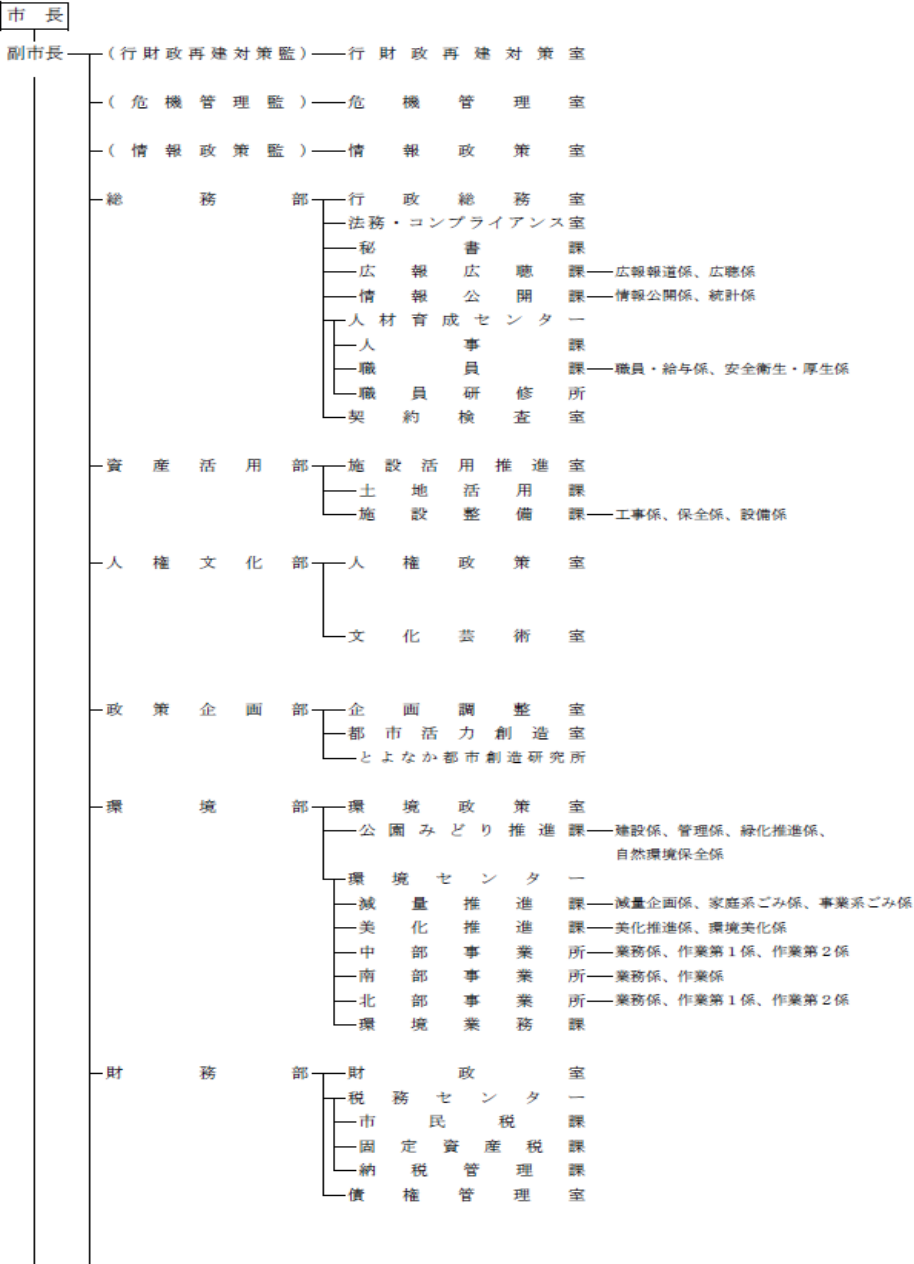 市長
副市長 (行財政再建対策監) 行財政再建対策室
(危機管理監) 危機管理室
(情報政策監) 情報政策室
総務部 行政総務室
法務・コンプライアンス室
秘書課
広報広聴課 広報報道係、広聴係
情報公開課 情報公開係、統計係
人材育成センター
人事課
職員課 職員・給与係、安全衛生・厚生係
職員研修所
契約検査室
資産活用部 施設活用推進室
土地活用課
施設整備課 工事係、保全係、設備係
人権文化部 人権政策室
文化芸術室
政策企画部 企画調整室
都市活力創造室
とよなか都市創造研究所
環境部 環境政策室
公園みどり推進課 建設係、管理係、緑化推進係、
自然環境保全係
環境センター
減量推進課 減量企画係、家庭系ごみ係、事業系ごみ係
美化推進課 美化推進係、環境美化係
中部事業所 業務係、作業第1係、作業第2係
南部事業所 業務係、作業係
北部事業所 業務係、作業第1係、作業第2係
環境業務課
財務部 財政室
税務センター
市民税課
固定資産税課
納税管理課
債権管理室